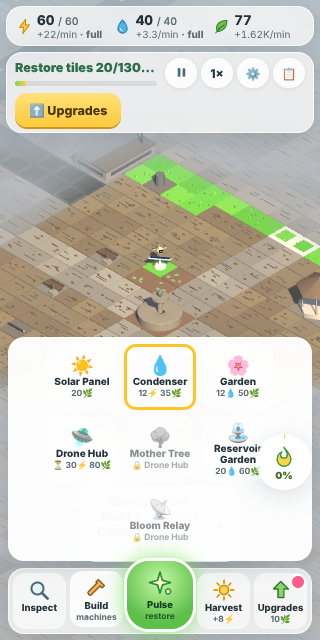 60 / 60
+22/min · full
40 / 40
+3.3/min · full
77
+1.62K/min
Restore tiles 20/130...
1×
Upgrades
Solar Panel
20
Condenser
12 35
Garden
12 50
Drone Hub
30 80
Mother Tree
Drone Hub
Reservoir
Garden
20 60
0%
Bloom Relay
Drone Hub
Inspect
Build
machines
Pulse
restore
Harvest
+8
Upgrades
10